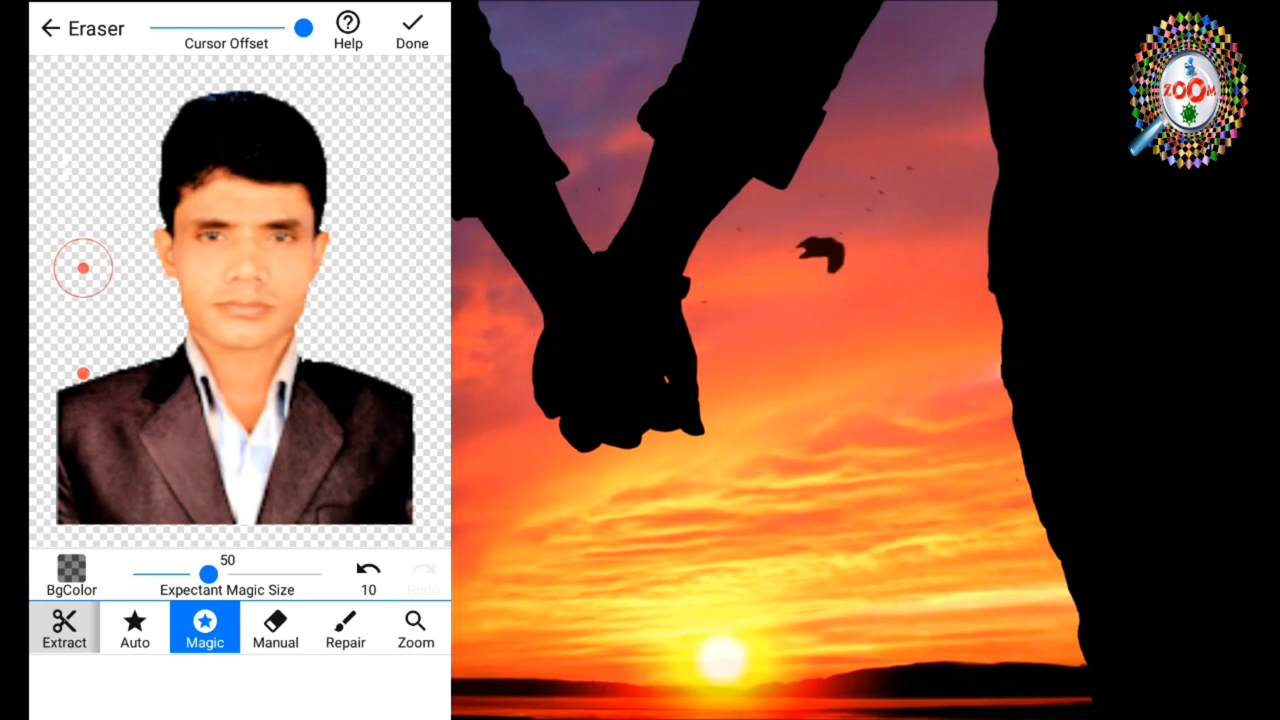 Eraser
Cursor Offset
Help
Done
50
BgColor
Expectant Magic Size
10
Redo
Extract
Auto
Magic
Manual
Repair
Zoom
ZOOM